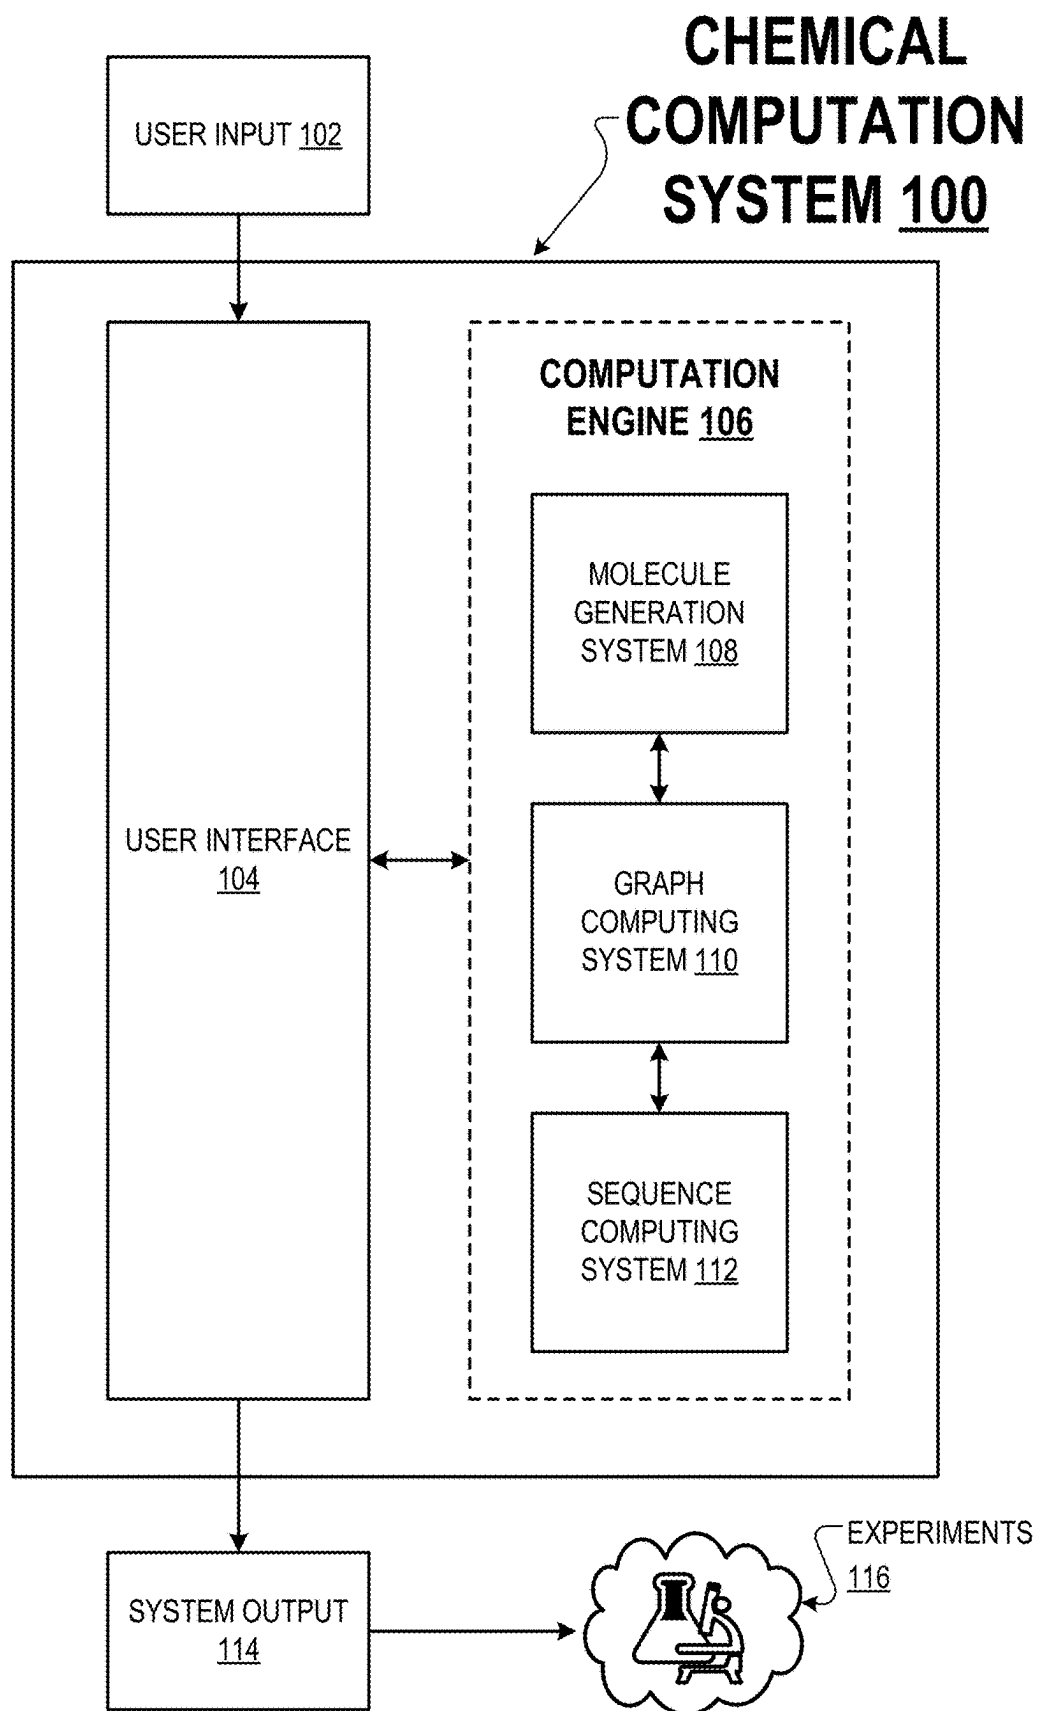 CHEMICAL
COMPUTATION
SYSTEM 100
USER INPUT 102
COMPUTATION
ENGINE 106
MOLECULE
GENERATION
SYSTEM 108
USER INTERFACE
104
GRAPH
COMPUTING
SYSTEM 110
SEQUENCE
COMPUTING
SYSTEM 112
SYSTEM OUTPUT
114
EXPERIMENTS
116